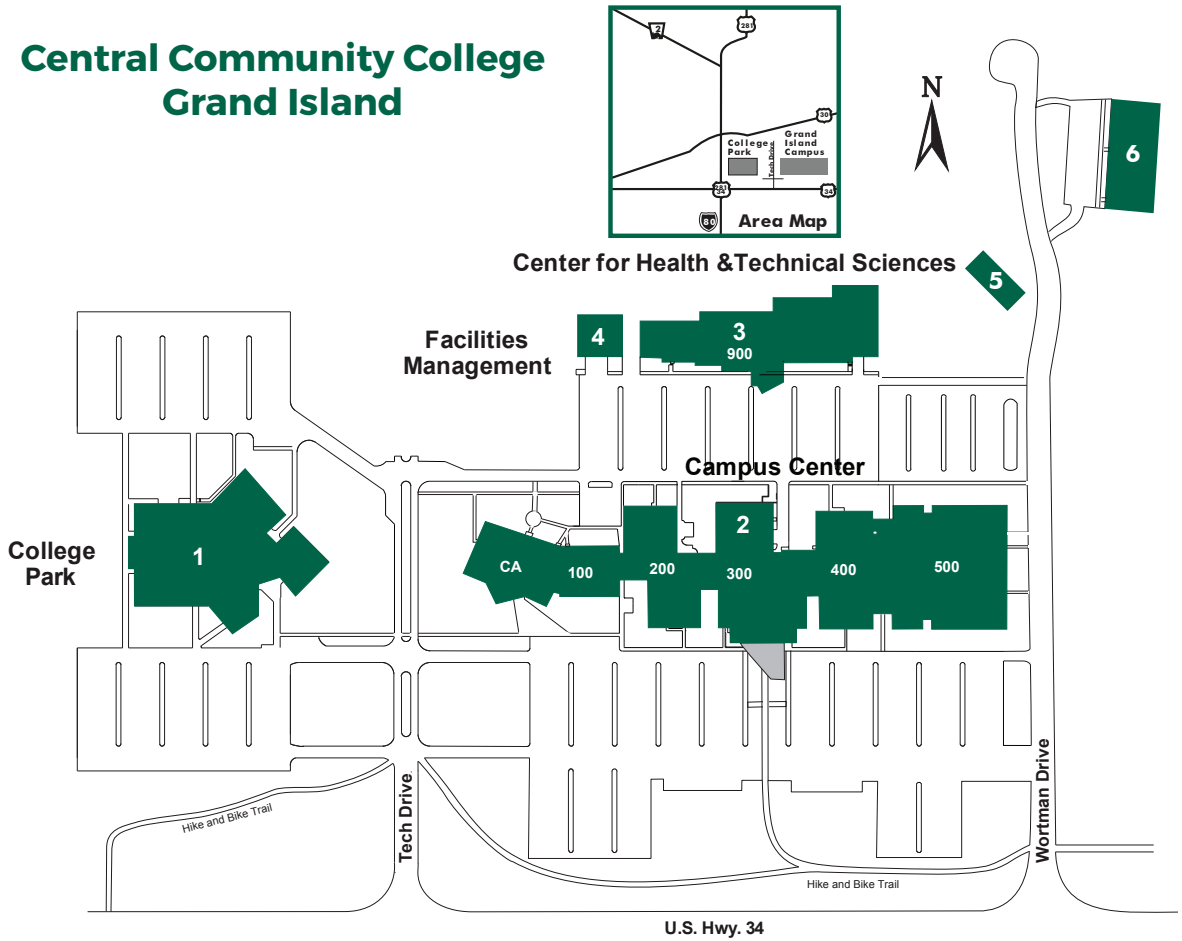 Central Community College
Grand Island
2
281
30
College
Park
Tech Drive
Grand
Island
Campus
281
34
34
80
Area Map
N
6
Center for Health &Technical Sciences
5
Facilities
Management
4
3
900
Campus Center
College
Park
1
CA
100
200
2
300
400
500
Hike and Bike Trail
Tech Drive
Wortman Drive
Hike and Bike Trail
U.S. Hwy. 34